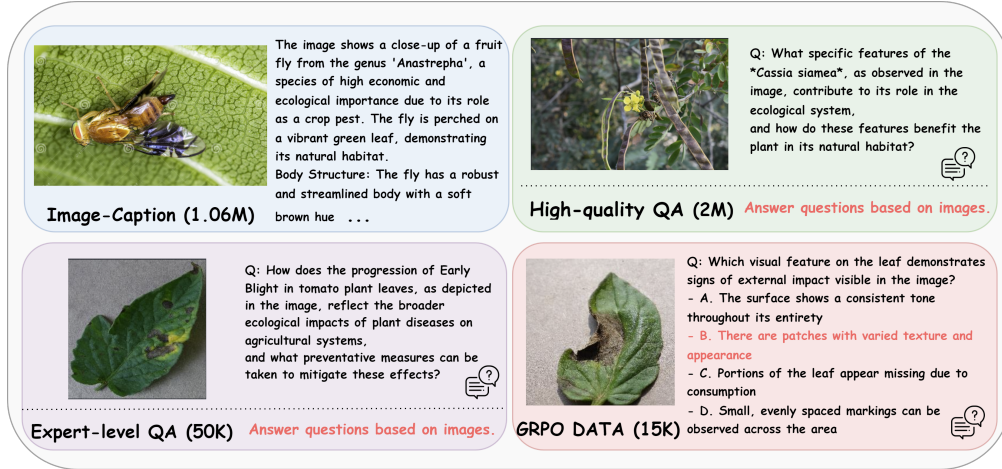 The image shows a close-up of a fruit
fly from the genus 'Anastrepha', a
species of high economic and
ecological importance due to its role
as a crop pest. The fly is perched on
a vibrant green leaf, demonstrating
its natural habitat.
Body Structure: The fly has a robust
and streamlined body with a soft
brown hue ...
Image-Caption (1.06M)
Q: What specific features of the
*Cassia siamea*, as observed in the
image, contribute to its role in the
ecological system,
and how do these features benefit the
plant in its natural habitat?
High-quality QA (2M) Answer questions based on images.
Q: How does the progression of Early
Blight in tomato plant leaves, as depicted
in the image, reflect the broader
ecological impacts of plant diseases on
agricultural systems,
and what preventative measures can be
taken to mitigate these effects?
Expert-level QA (50K) Answer questions based on images.
Q: Which visual feature on the leaf demonstrates
signs of external impact visible in the image?
- A. The surface shows a consistent tone
throughout its entirety
- B. There are patches with varied texture and
appearance
- C. Portions of the leaf appear missing due to
consumption
- D. Small, evenly spaced markings can be
observed across the area
GRPO DATA (15K)